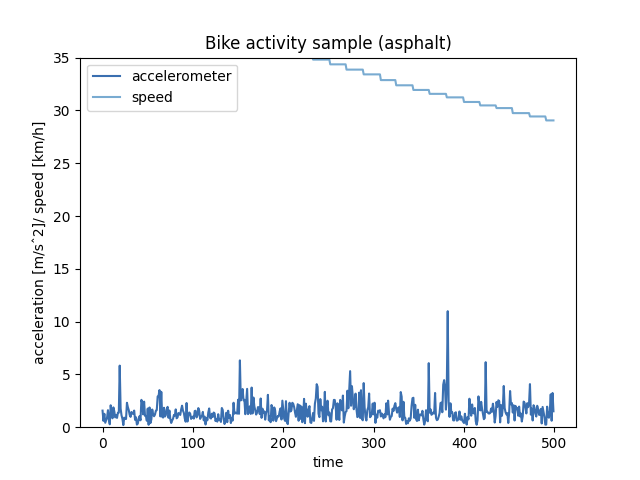 Bike activity sample (asphalt)
accelerometer
speed
acceleration [m/s^2]/ speed [km/h]
35
30
25
20
15
10
5
0
0 100 200 300 400 500
time